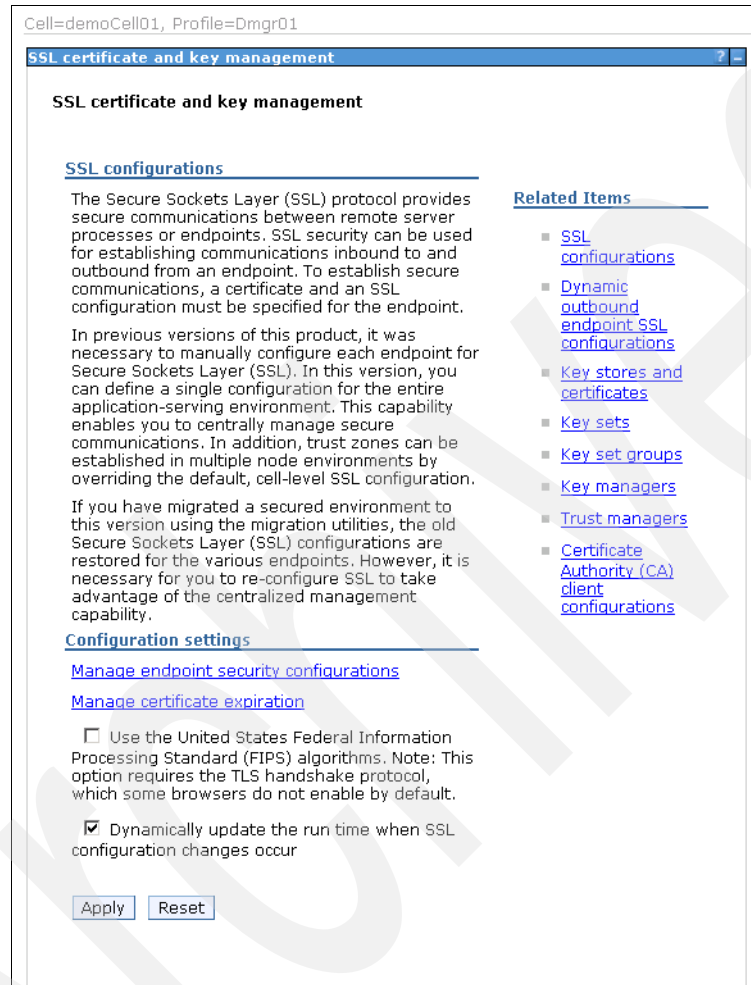 Cell=demoCell01, Profile=Dmgr01
SSL certificate and key management ? -
SSL certificate and key management
SSL configurations
The Secure Sockets Layer (SSL) protocol provides
secure communications between remote server
processes or endpoints. SSL security can be used
for establishing communications inbound to and
outbound from an endpoint. To establish secure
communications, a certificate and an SSL
configuration must be specified for the endpoint.
In previous versions of this product, it was
necessary to manually configure each endpoint for
Secure Sockets Layer (SSL). In this version, you
can define a single configuration for the entire
application-serving environment. This capability
enables you to centrally manage secure
communications. In addition, trust zones can be
established in multiple node environments by
overriding the default, cell-level SSL configuration.
If you have migrated a secured environment to
this version using the migration utilities, the old
Secure Sockets Layer (SSL) configurations are
restored for the various endpoints. However, it is
necessary for you to re-configure SSL to take
advantage of the centralized management
capability.
Configuration settings
Manage endpoint security configurations
Manage certificate expiration
Use the United States Federal Information
Processing Standard (FIPS) algorithms. Note: This
option requires the TLS handshake protocol,
which some browsers do not enable by default.
Dynamically update the run time when SSL
configuration changes occur
Apply Reset
Related Items
SSL
configurations
Dynamic
outbound
endpoint SSL
configurations
Key stores and
certificates
Key sets
Key set groups
Key managers
Trust managers
Certificate
Authority (CA)
client
configurations